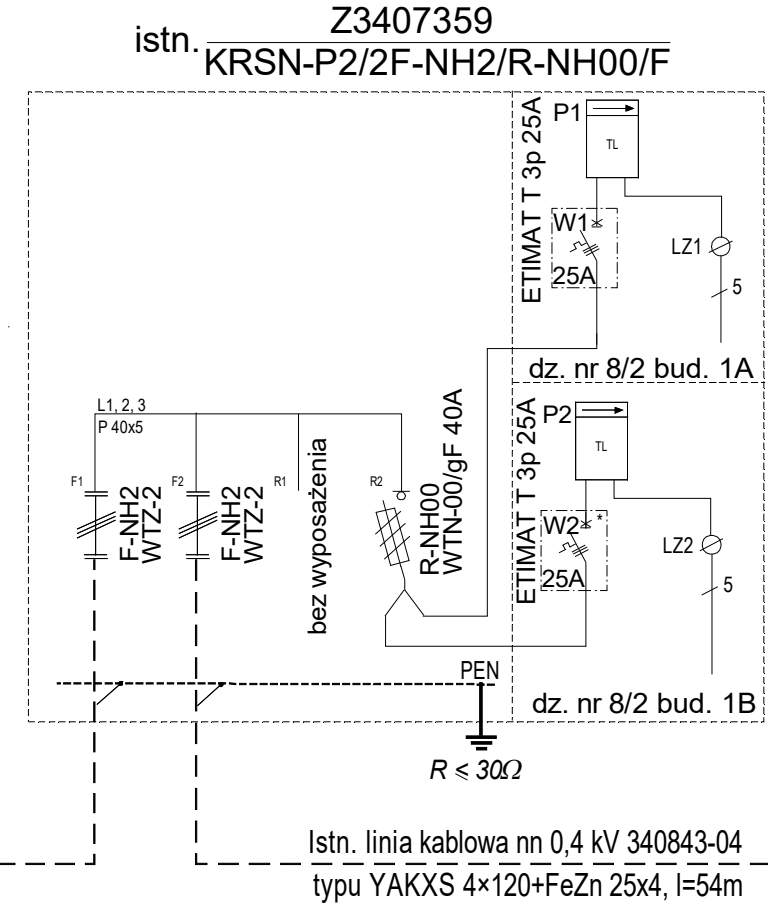 Z3407359
istn.
KRSN-P2/2F-NH2/R-NH00/F
ETIMAT T 3p 25A
P1
TL
W1
25A
LZ1
5
dz. nr 8/2 bud. 1A
L1, 2, 3
P 40x5
F1
F-NH2
WTZ-2
F2
F-NH2
WTZ-2
R1
bez wyposażenia
R2
R-NH00
WTN-00/gF 40A
ETIMAT T 3p 25A
P2
TL
W2 *
25A
LZ2
5
PEN
dz. nr 8/2 bud. 1B
R ⩽ 30Ω
Istn. linia kablowa nn 0,4 kV 340843-04
typu YAKXS 4×120+FeZn 25x4, l=54m